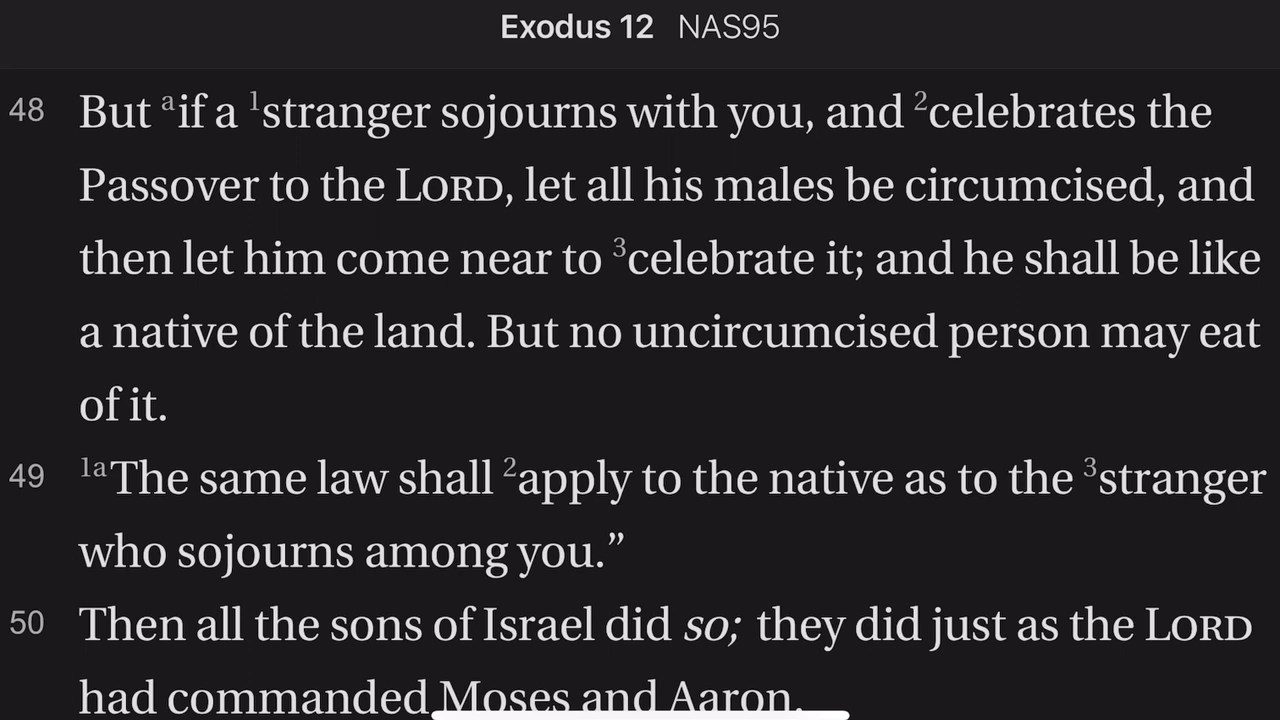 Exodus 12 NAS95
48 But ᵃif a ¹stranger sojourns with you, and ²celebrates the
Passover to the LORD, let all his males be circumcised, and
then let him come near to ³celebrate it; and he shall be like
a native of the land. But no uncircumcised person may eat
of it.
49 ¹ᵃThe same law shall ²apply to the native as to the ³stranger
who sojourns among you.”
50 Then all the sons of Israel did so; they did just as the LORD
had commanded Moses and Aaron.